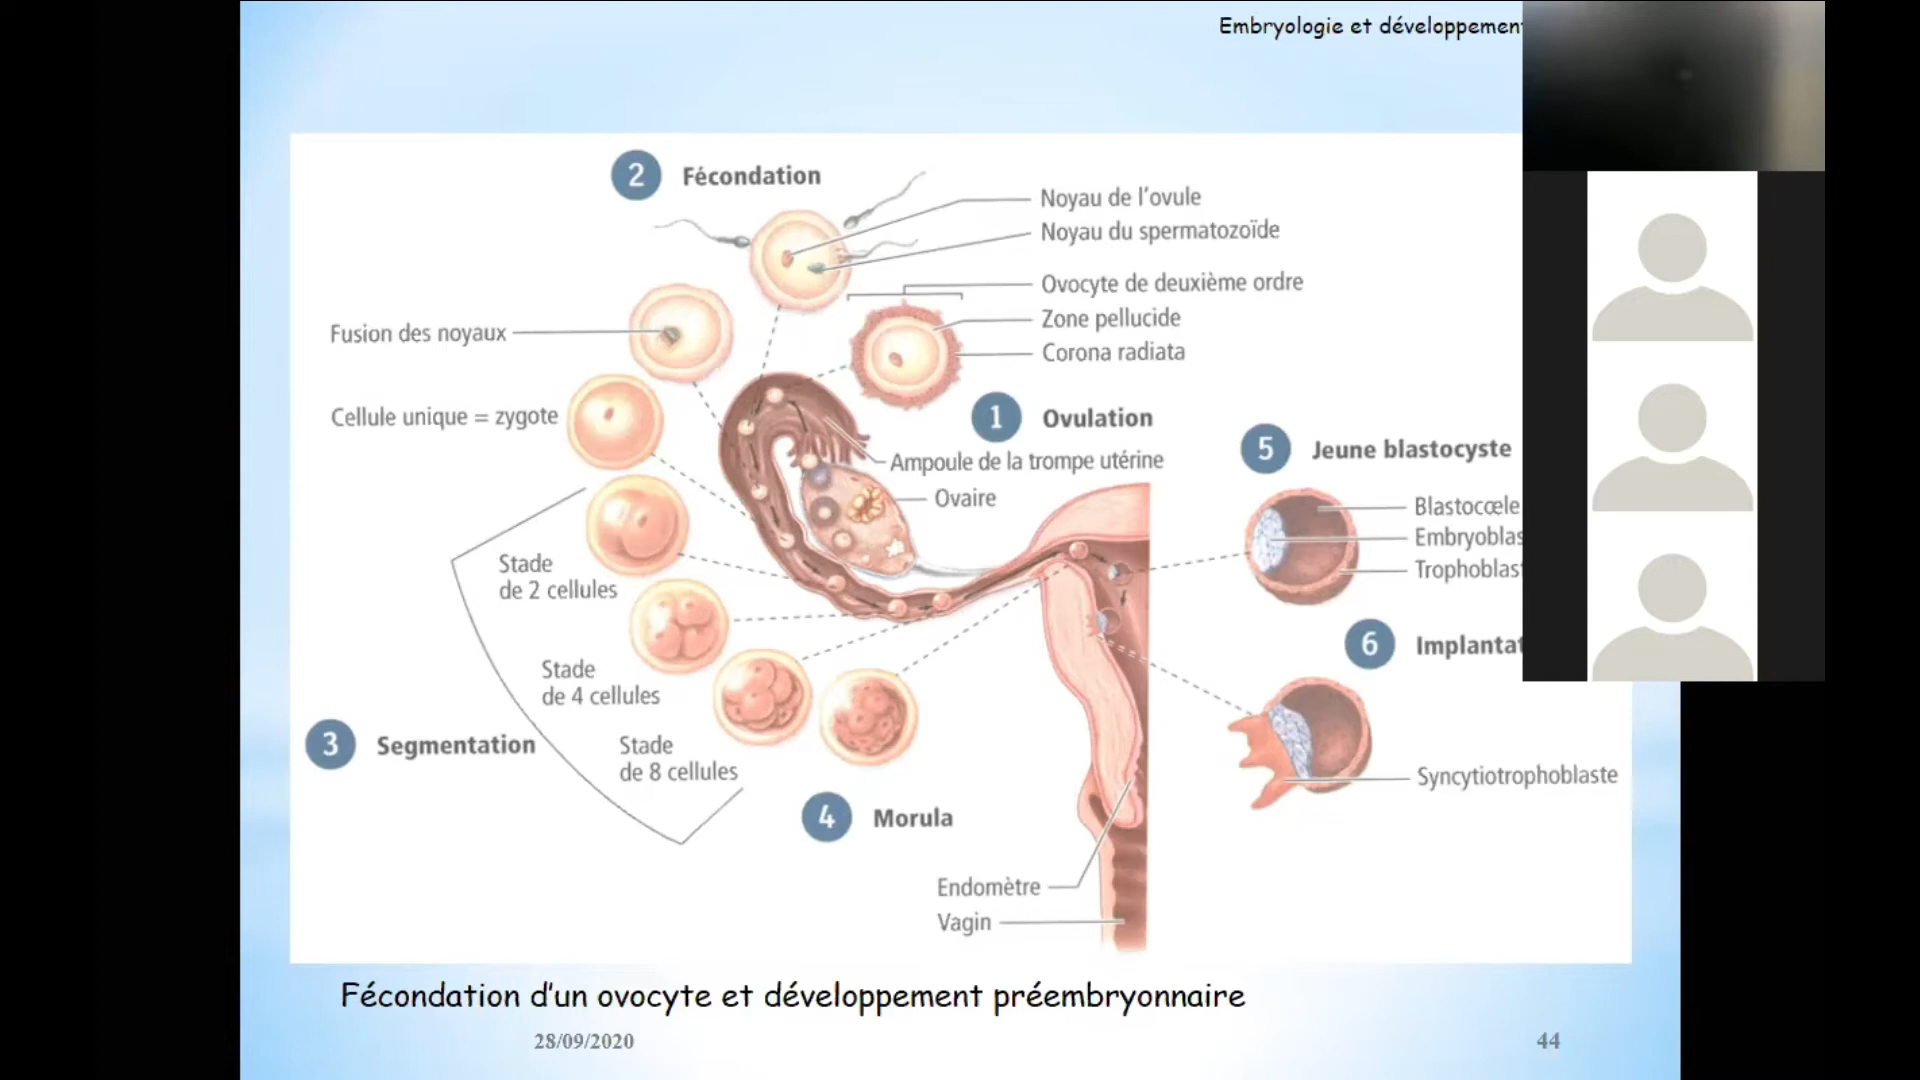 Embryologie et développement
2 Fécondation
Noyau de l'ovule
Noyau du spermatozoïde
Ovocyte de deuxième ordre
Zone pellucide
Corona radiata
Fusion des noyaux
Cellule unique = zygote
1 Ovulation
Ampoule de la trompe utérine
Ovaire
5 Jeune blastocyste
Blastocœle
Embryoblas
Trophoblas
Stade
de 2 cellules
6 Implantat
Stade
de 4 cellules
3 Segmentation
Stade
de 8 cellules
Syncytiotrophoblaste
4 Morula
Endomètre
Vagin
Fécondation d'un ovocyte et développement préembryonnaire
28/09/2020
44